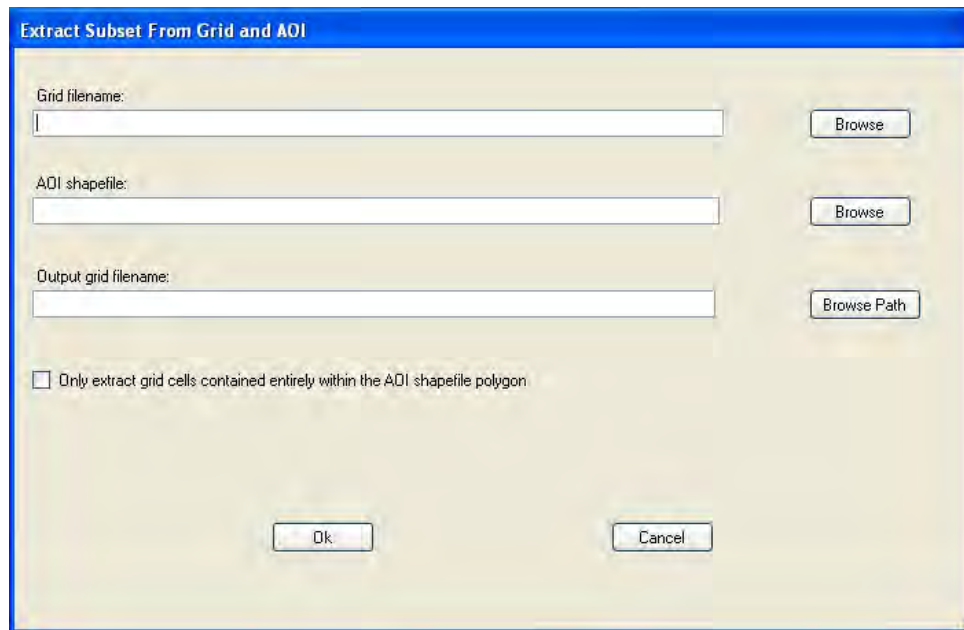 Extract Subset From Grid and AOI
Grid filename:
Browse
AOI shapefile:
Browse
Output grid filename:
Browse Path
Only extract grid cells contained entirely within the AOI shapefile polygon
Ok
Cancel